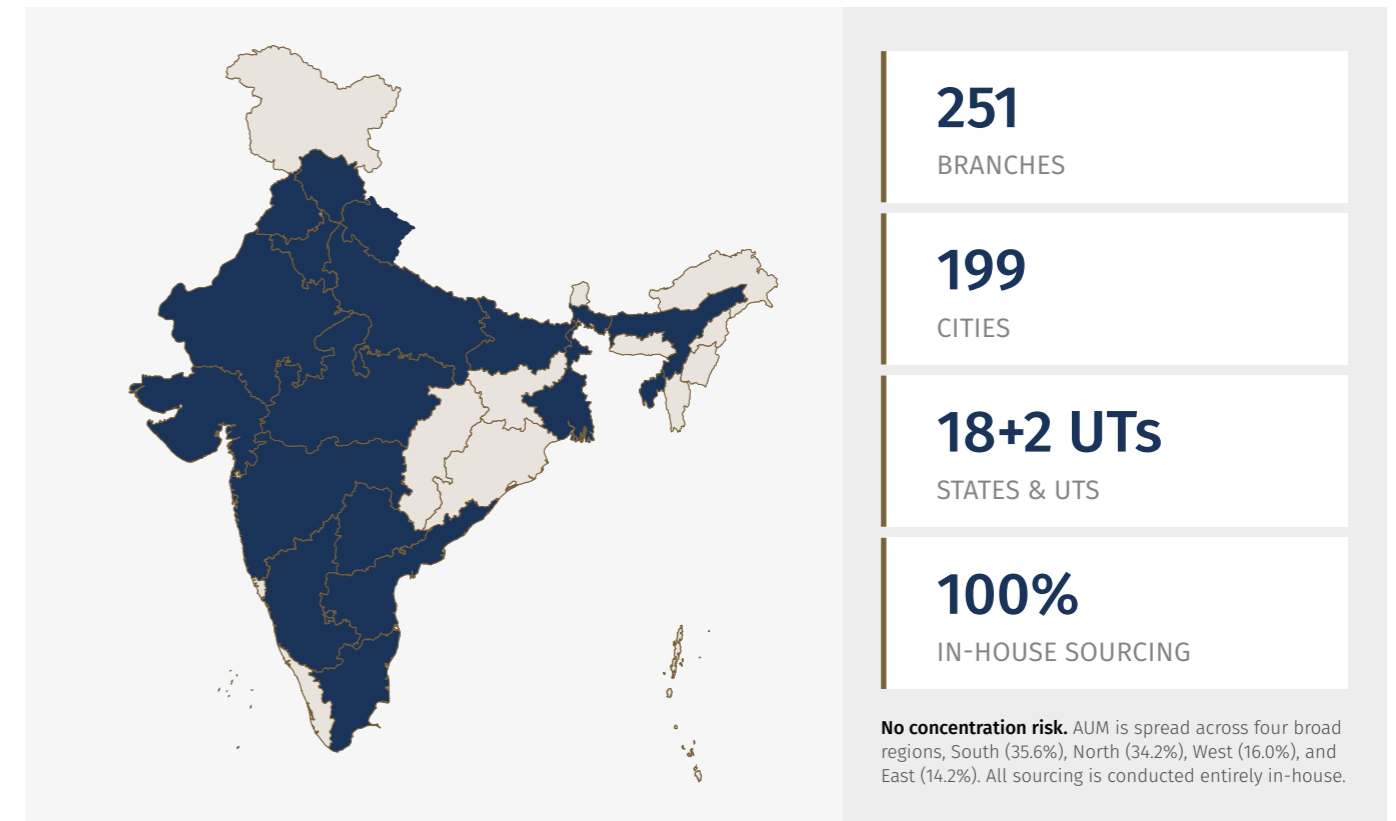 251
BRANCHES
199
CITIES
18+2 UTs
STATES & UTS
100%
IN-HOUSE SOURCING
No concentration risk. AUM is spread across four broad
regions, South (35.6%), North (34.2%), West (16.0%), and
East (14.2%). All sourcing is conducted entirely in-house.